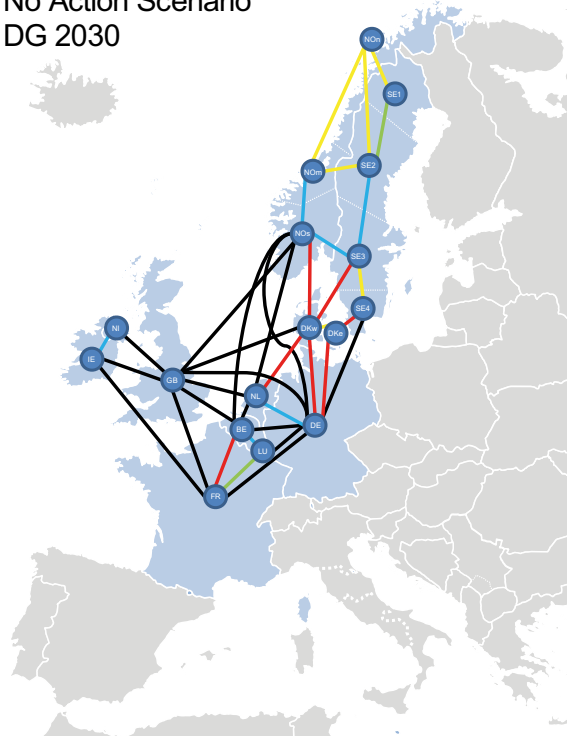 No Action Scenario
DG 2030
NOn
SE1
SE2
NOm
NOs
SE3
SE4
DKw
DKe
NI
IE
GB
NL
BE
DE
LU
FR